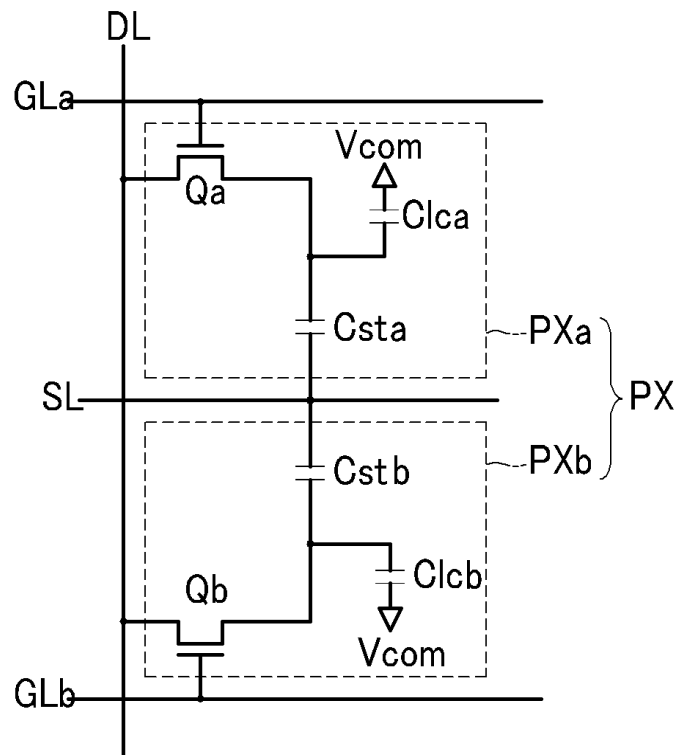 DL
GLa
Vcom
Qa
Clca
Csta
PXa
SL
PX
Cstb
PXb
Qb
Clcb
Vcom
GLb